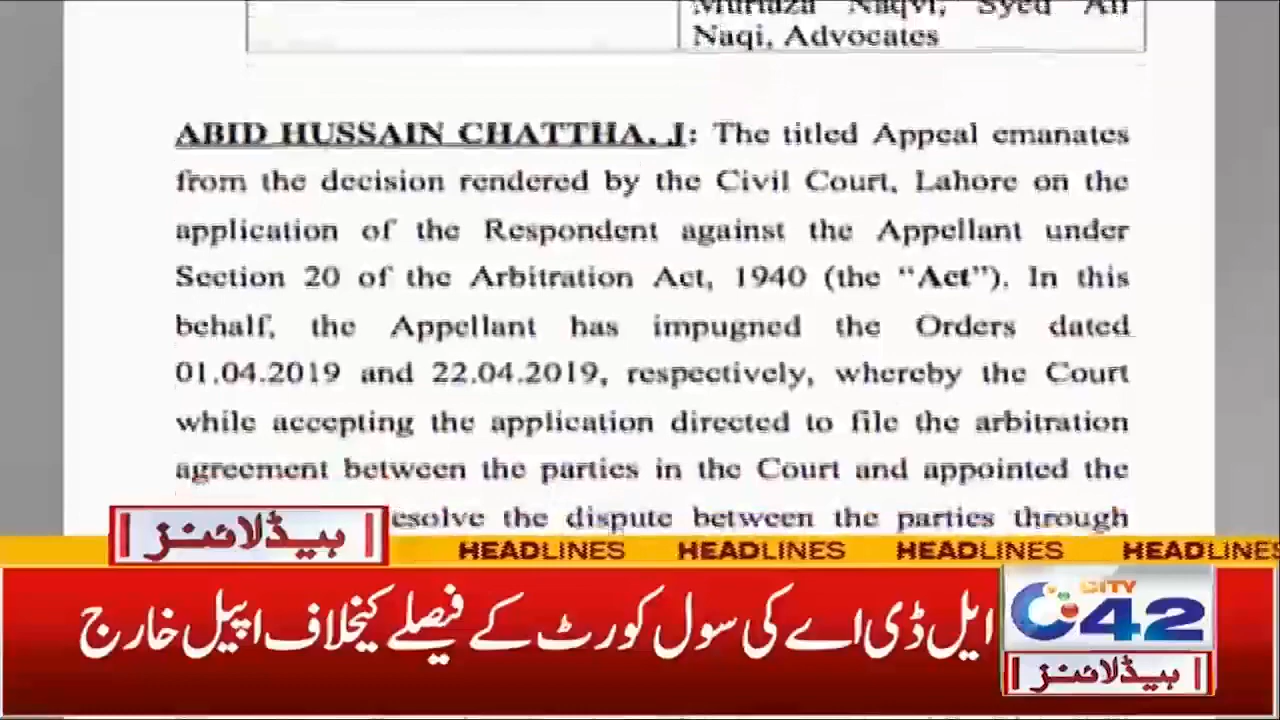 Murtaza Naqvi, Syed Ali
Naqi, Advocates
ABID HUSSAIN CHATTHA, J: The titled Appeal emanates
from the decision rendered by the Civil Court, Lahore on the
application of the Respondent against the Appellant under
Section 20 of the Arbitration Act, 1940 (the “Act”). In this
behalf, the Appellant has impugned the Orders dated
01.04.2019 and 22.04.2019, respectively, whereby the Court
while accepting the application directed to file the arbitration
agreement between the parties in the Court and appointed the
esolve the dispute between the parties through
ہیڈلائنز
HEADLINES HEADLINES HEADLINES HEADLINES
ایل ڈی اے کی سول کورٹ کے فیصلے کیخلاف اپیل خارج
CITY
42
ہیڈلائنز